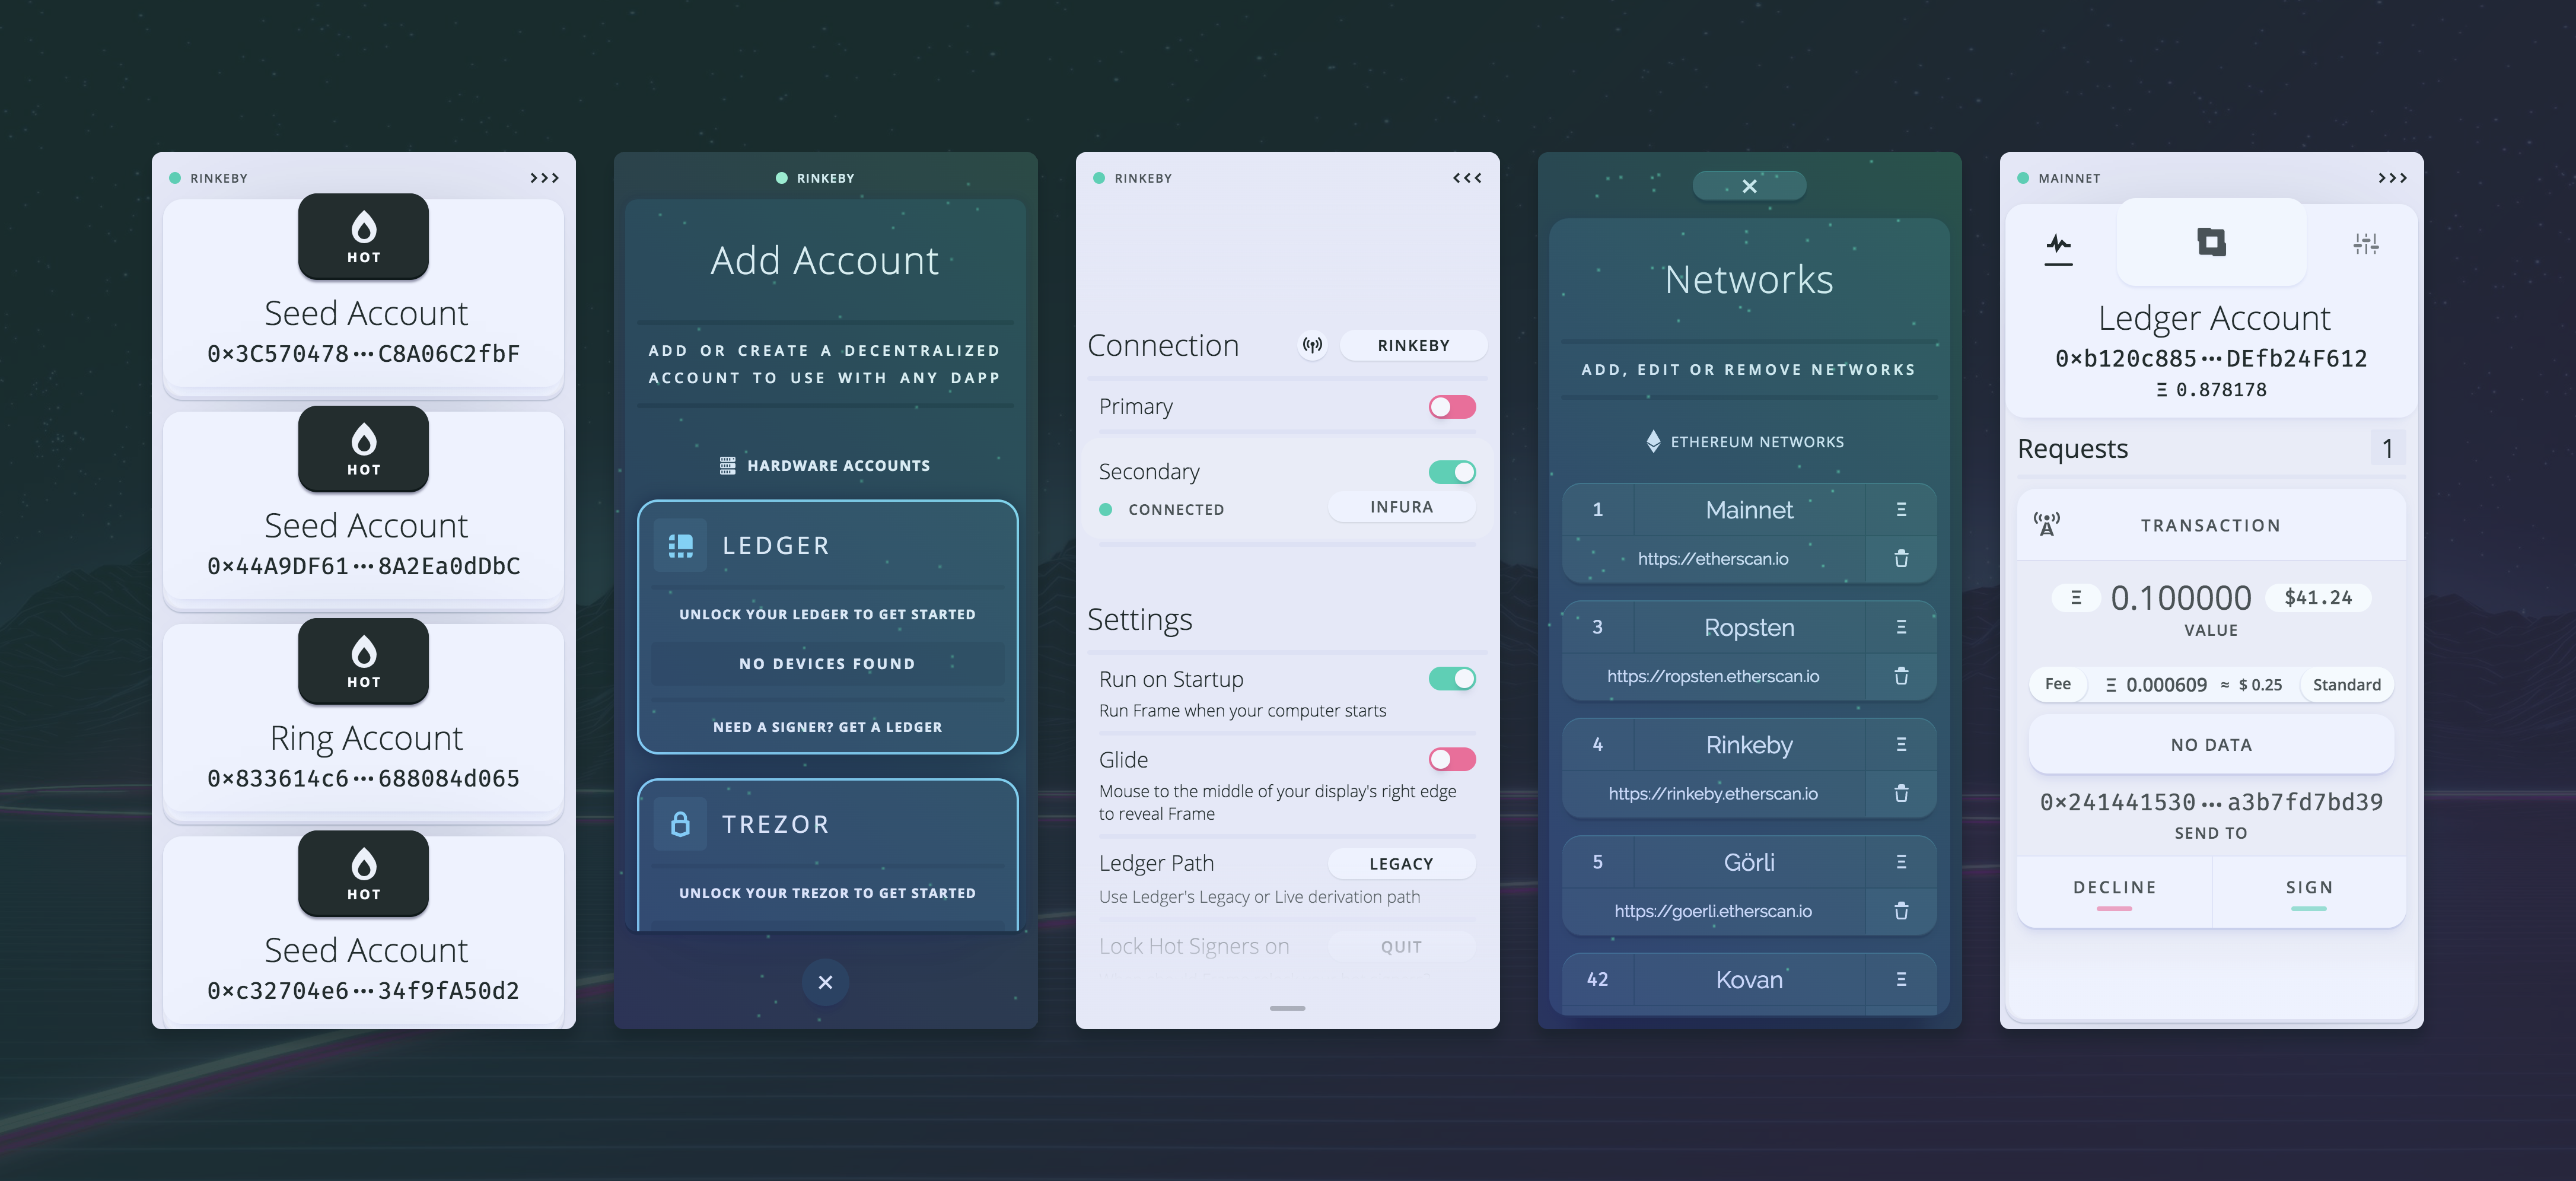 RINKEBY >>>
HOT
Seed Account
0×3C570478···C8A06C2fbF
HOT
Seed Account
0×44A9DF61···8A2Ea0dDbC
HOT
Ring Account
0×833614c6···688084d065
HOT
Seed Account
0×c32704e6···34f9fA50d2
RINKEBY
Add Account
ADD OR CREATE A DECENTRALIZED
ACCOUNT TO USE WITH ANY DAPP
HARDWARE ACCOUNTS
LEDGER
UNLOCK YOUR LEDGER TO GET STARTED
NO DEVICES FOUND
NEED A SIGNER? GET A LEDGER
TREZOR
UNLOCK YOUR TREZOR TO GET STARTED
RINKEBY <<<
Connection RINKEBY
Primary
Secondary
CONNECTED INFURA
Settings
Run on Startup
Run Frame when your computer starts
Glide
Mouse to the middle of your display's right edge
to reveal Frame
Ledger Path LEGACY
Use Ledger's Legacy or Live derivation path
Lock Hot Signers on QUIT
Networks
ADD, EDIT OR REMOVE NETWORKS
ETHEREUM NETWORKS
1 Mainnet Ξ
https://etherscan.io
3 Ropsten Ξ
https://ropsten.etherscan.io
4 Rinkeby Ξ
https://rinkeby.etherscan.io
5 Görli Ξ
https://goerli.etherscan.io
42 Kovan Ξ
MAINNET >>>
Ledger Account
0×b120c885···DEfb24F612
Ξ 0.878178
Requests 1
TRANSACTION
Ξ 0.100000 $41.24
VALUE
Fee Ξ 0.000609 ≈ $ 0.25 Standard
NO DATA
0×241441530···a3b7fd7bd39
SEND TO
DECLINE SIGN